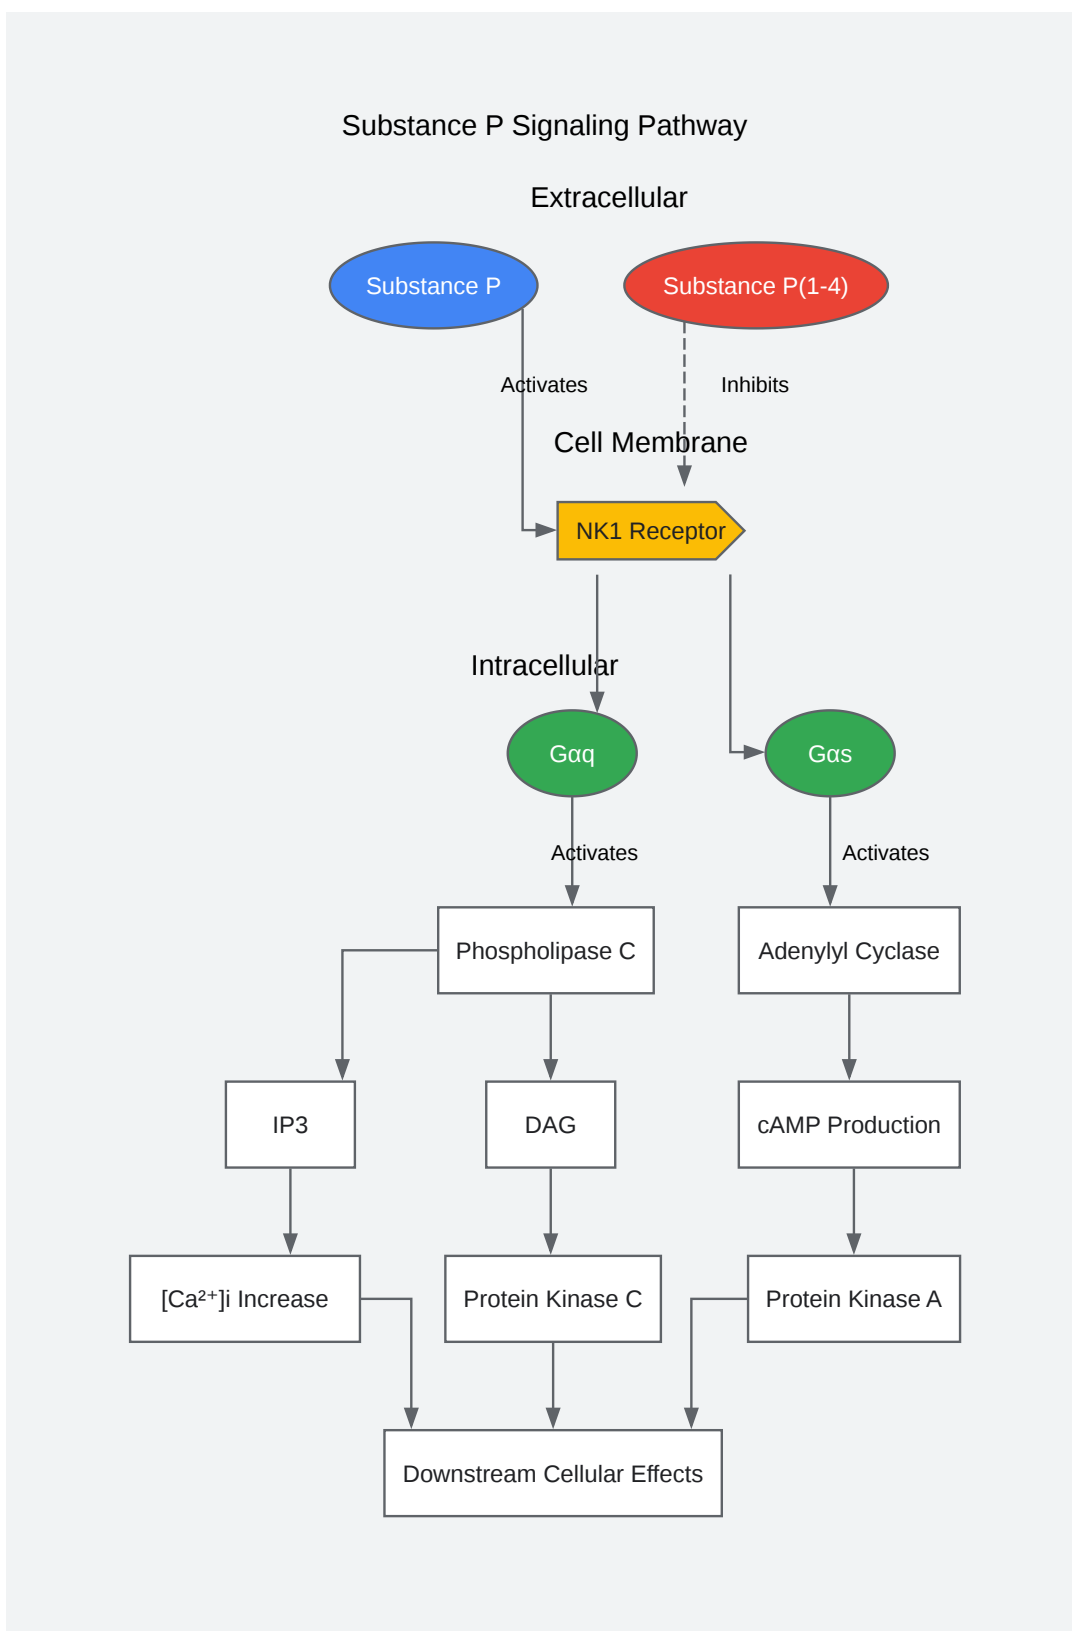 Substance P Signaling Pathway
Extracellular
Substance P
Substance P(1-4)
Activates
Inhibits
Cell Membrane
NK1 Receptor
Intracellular
Gαq
Gαs
Activates
Activates
Phospholipase C
Adenylyl Cyclase
IP3
DAG
cAMP Production
[Ca²⁺]i Increase
Protein Kinase C
Protein Kinase A
Downstream Cellular Effects